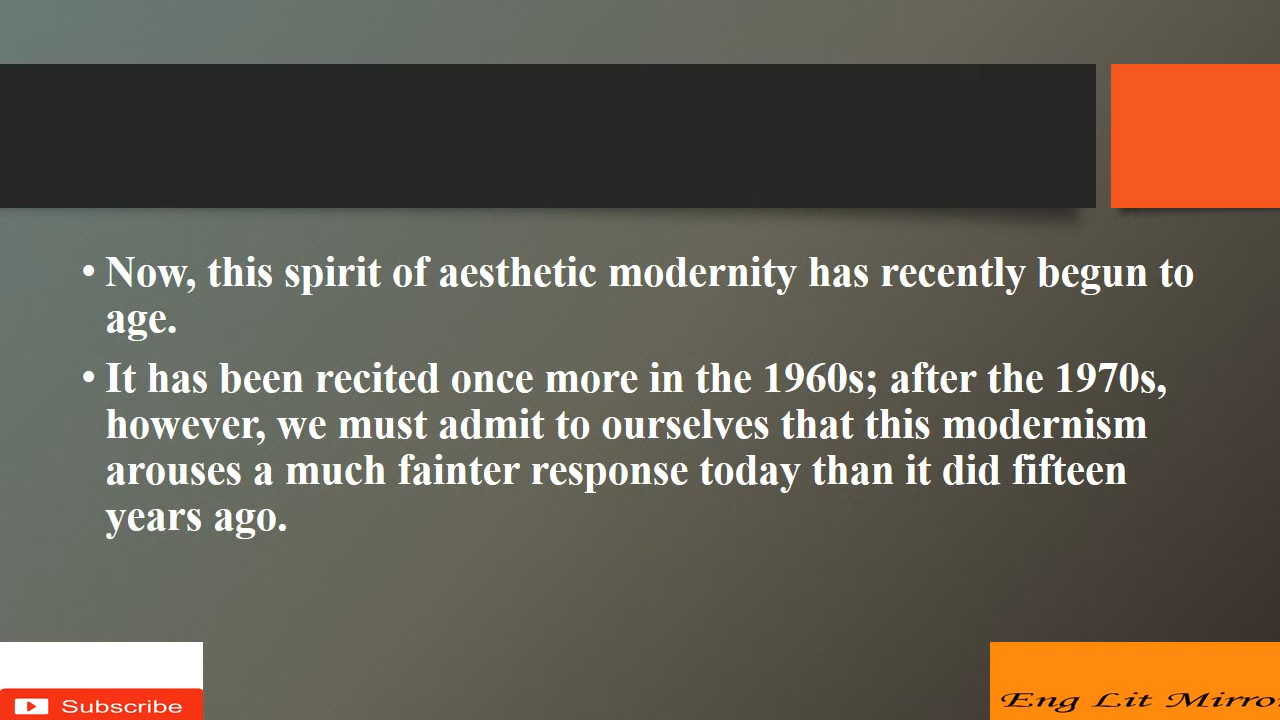 • Now, this spirit of aesthetic modernity has recently begun to
age.
• It has been recited once more in the 1960s; after the 1970s,
however, we must admit to ourselves that this modernism
arouses a much fainter response today than it did fifteen
years ago.
Subscribe
Eng Lit Mirro